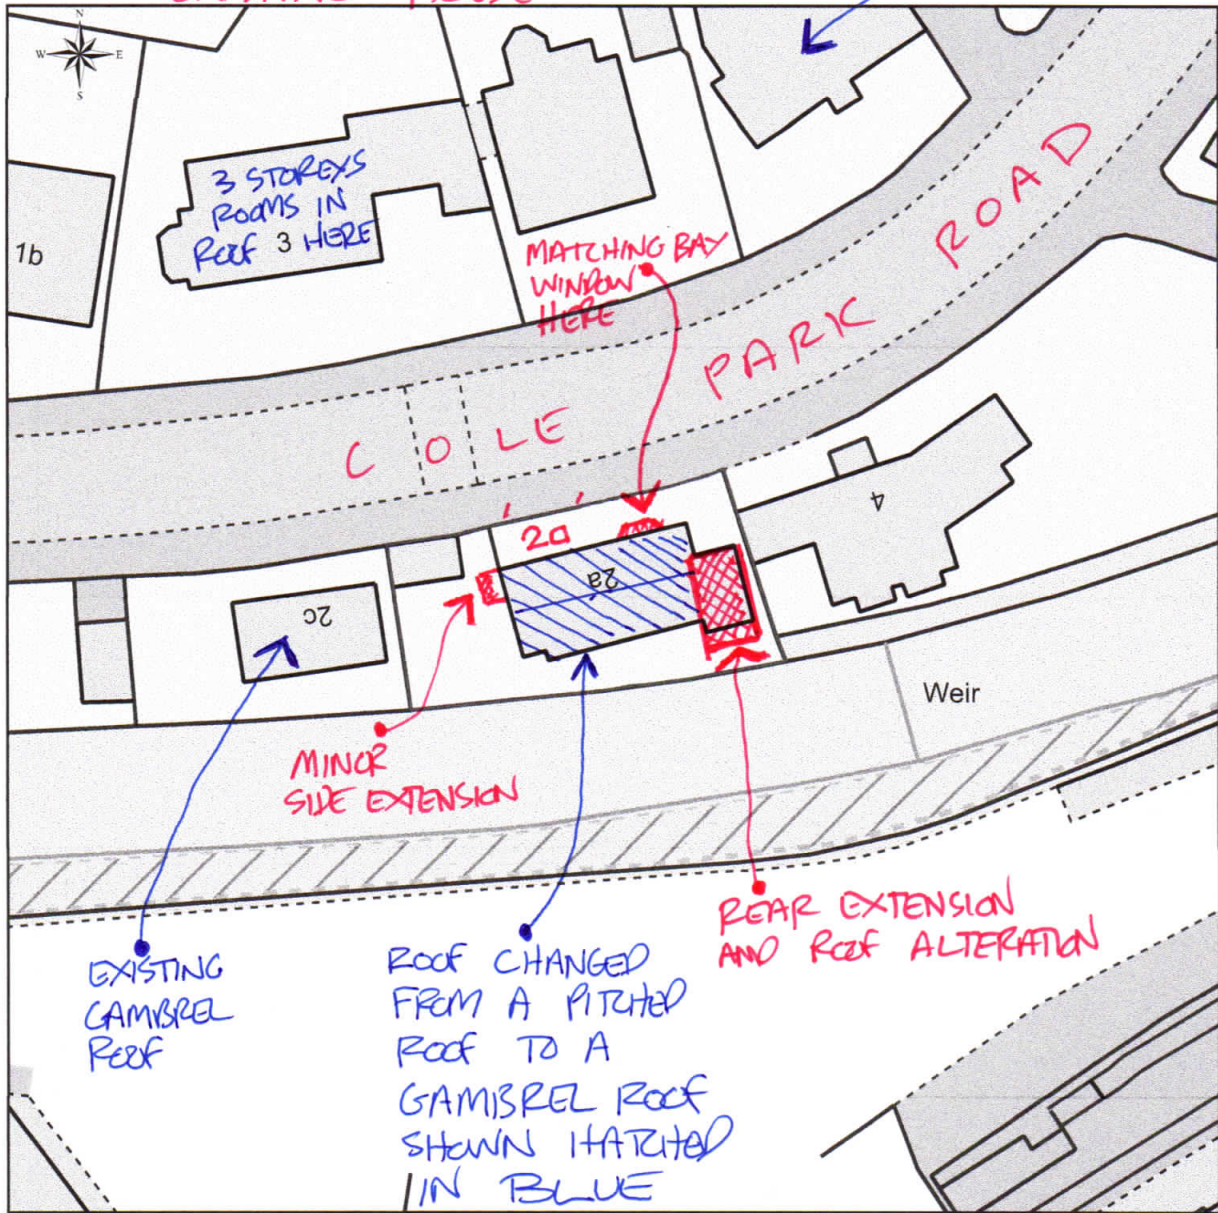 N
W E
S
3 STOREYS
ROOMS IN
ROOF 3 HERE
1b
MATCHING BAY
WINDOW
HERE
COLE PARK ROAD
4
2a
2a
2c
Weir
MINOR
SIDE EXTENSION
REAR EXTENSION
AND ROOF ALTERATION
EXISTING
GAMBREL
ROOF
ROOF CHANGED
FROM A PITCHED
ROOF TO A
GAMBREL ROOF
SHOWN HATCHED
IN BLUE